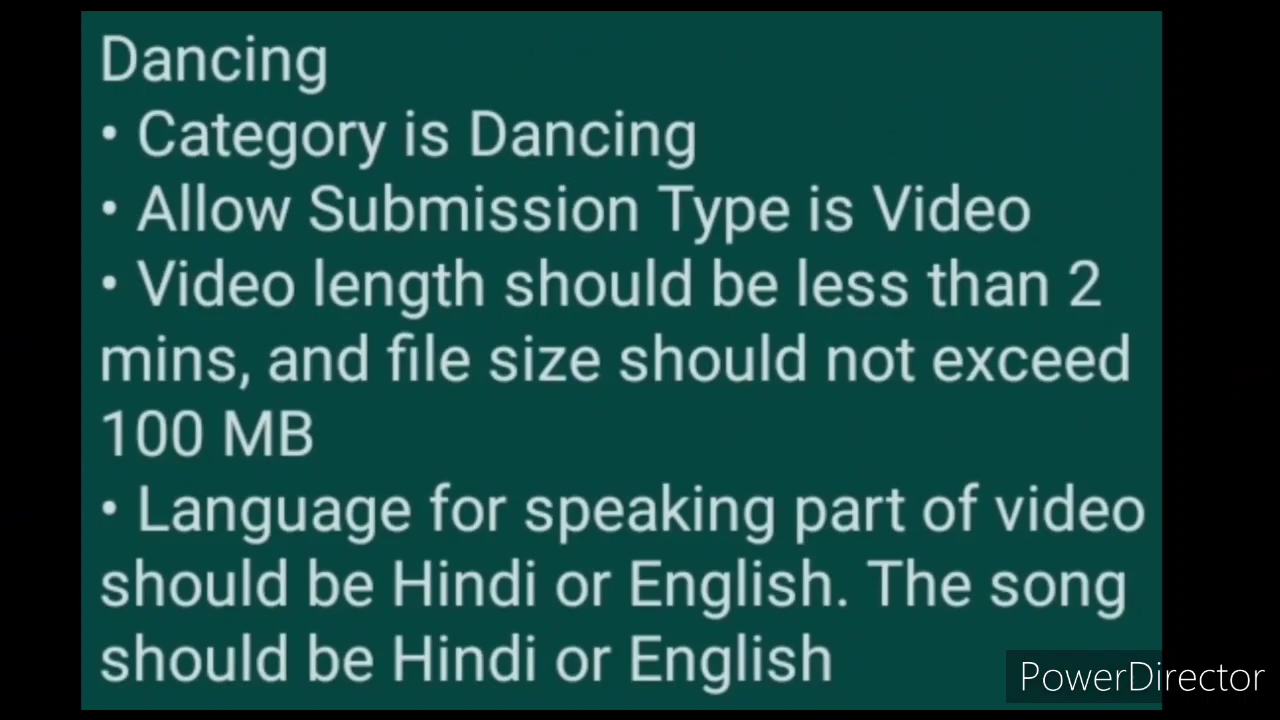 Dancing
• Category is Dancing
• Allow Submission Type is Video
• Video length should be less than 2
mins, and file size should not exceed
100 MB
• Language for speaking part of video
should be Hindi or English. The song
should be Hindi or English
PowerDirector